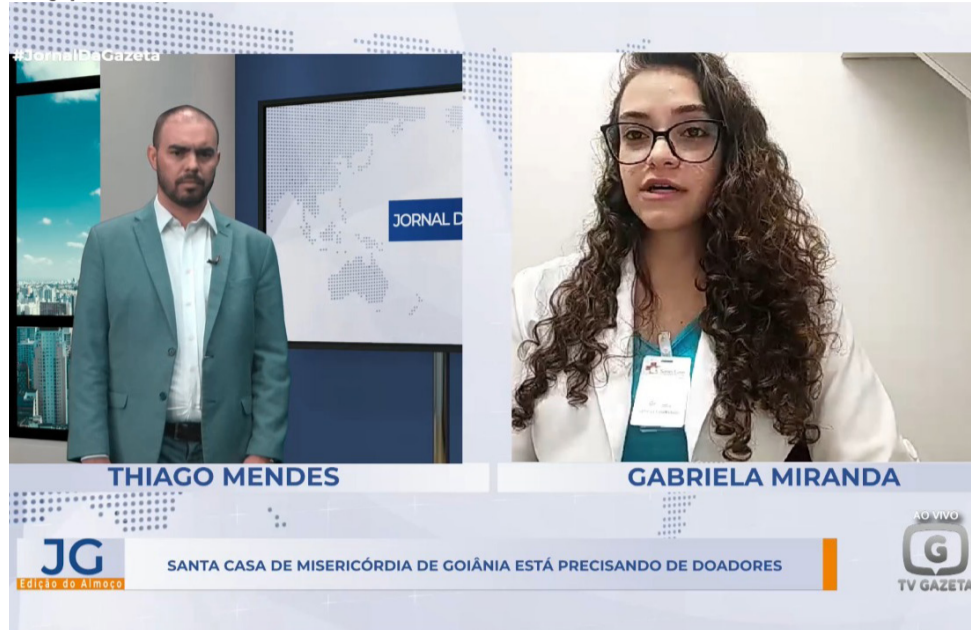 #JornalDaGazeta
JORNAL D
THIAGO MENDES
GABRIELA MIRANDA
JG
Edição do Almoço
SANTA CASA DE MISERICÓRDIA DE GOIÂNIA ESTÁ PRECISANDO DE DOADORES
AO VIVO
G
TV GAZETA